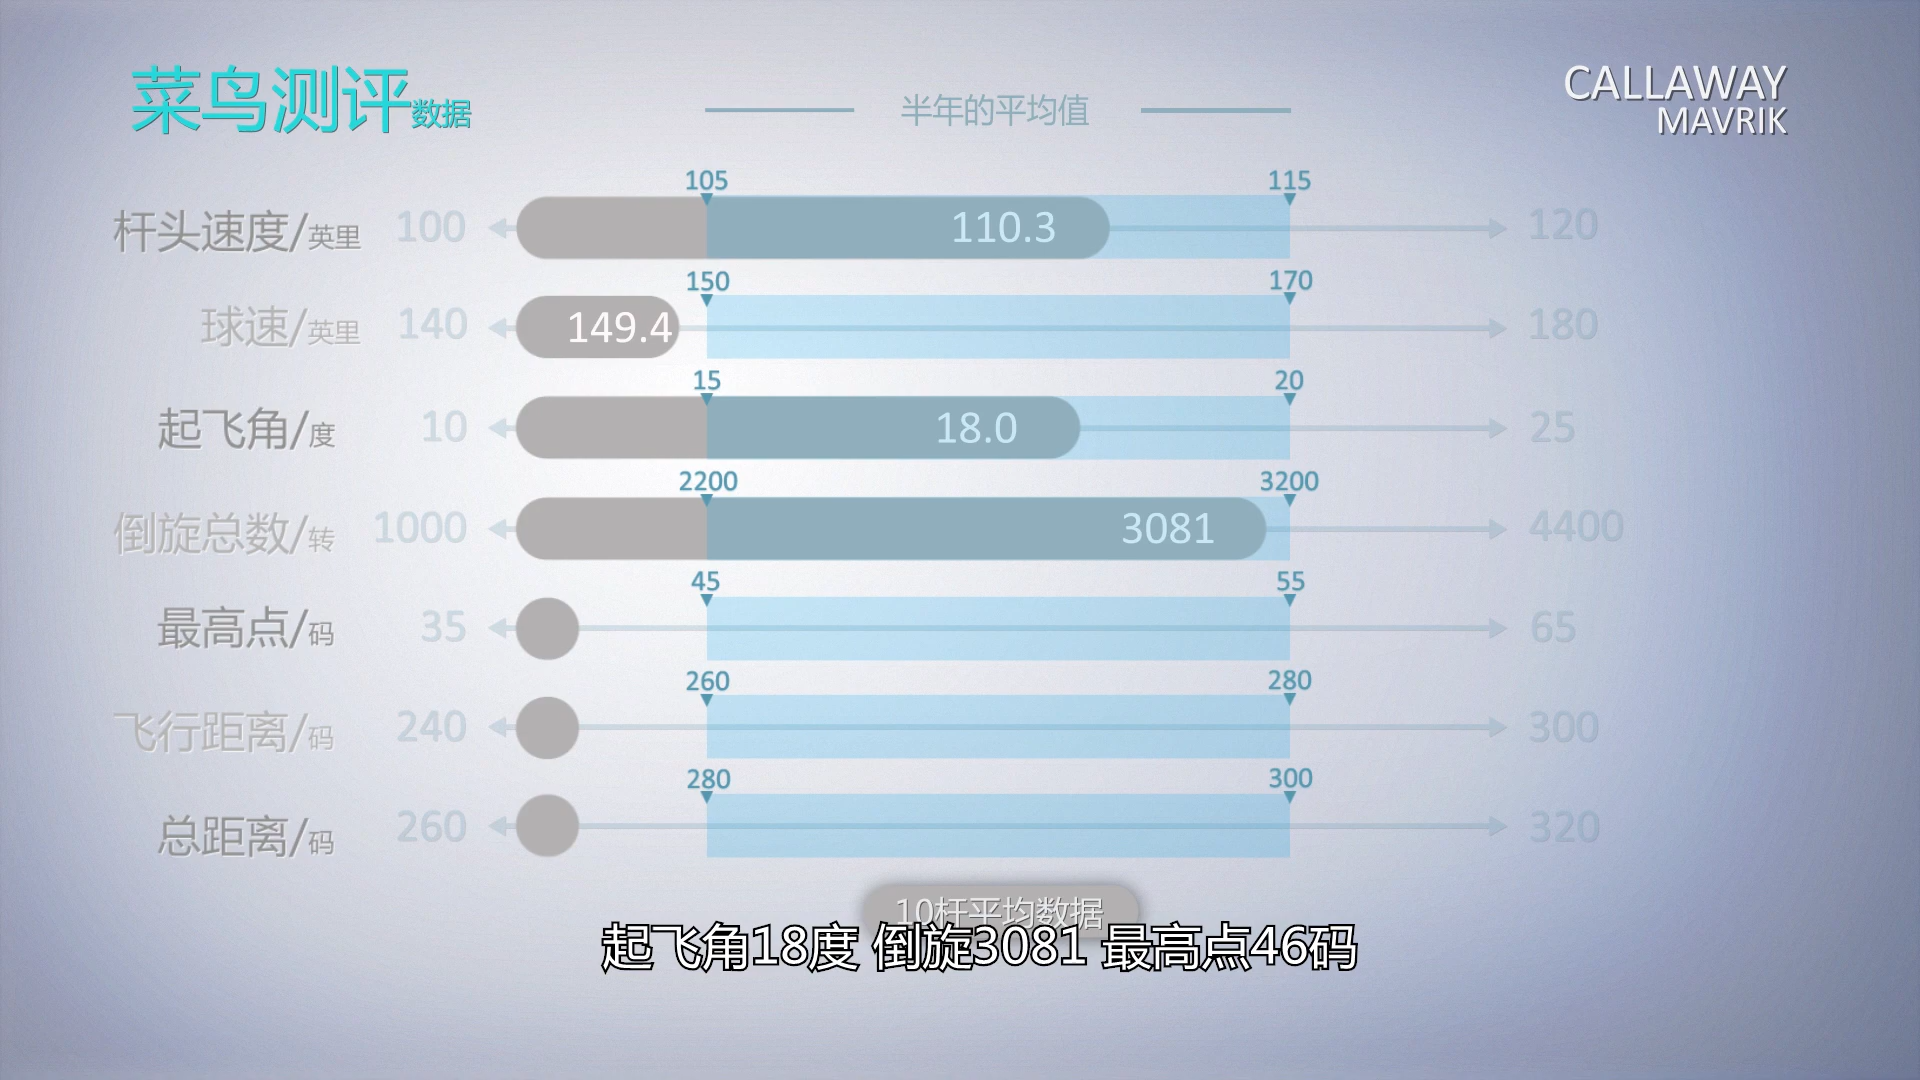 菜鸟测评数据
半年的平均值
CALLAWAY
MAVRIK
105 115
杆头速度/英里 100 110.3 120
150 170
球速/英里 140 149.4 180
15 20
起飞角/度 10 18.0 25
2200 3200
倒旋总数/转 1000 3081 4400
45 55
最高点/码 35 65
260 280
飞行距离/码 240 300
280 300
总距离/码 260 320
10杆平均数据
起飞角18度 倒旋3081 最高点46码